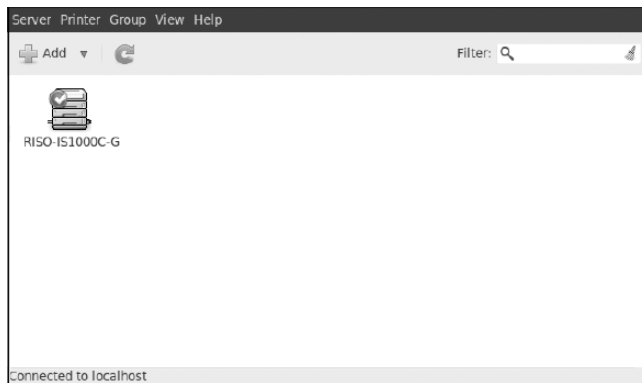 Server Printer Group View Help
Add Filter:
RISO-IS1000C-G
Connected to localhost